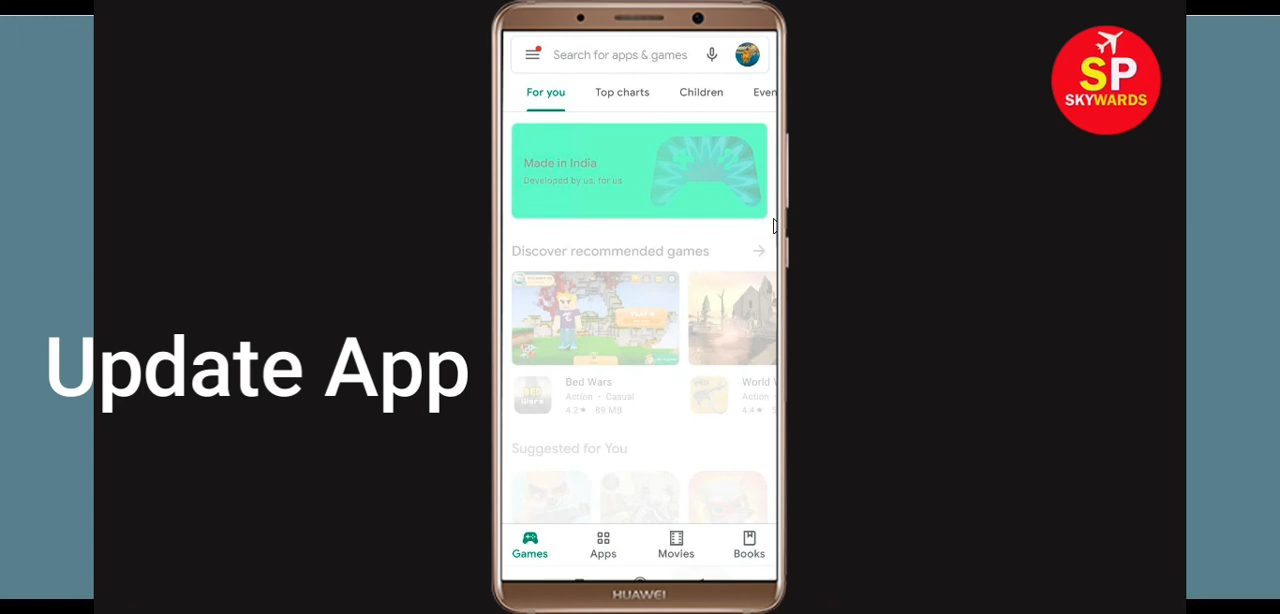 Search for apps & games
SP
SKYWARDS
For you
Top charts
Children
Even
Made in India
Developed by us, for us
Discover recommended games
Update App
Bed Wars
Action • Casual
4.2★ 89 MB
World
Action
4.4★
Suggested for You
Games
Apps
Movies
Books
HUAWEI